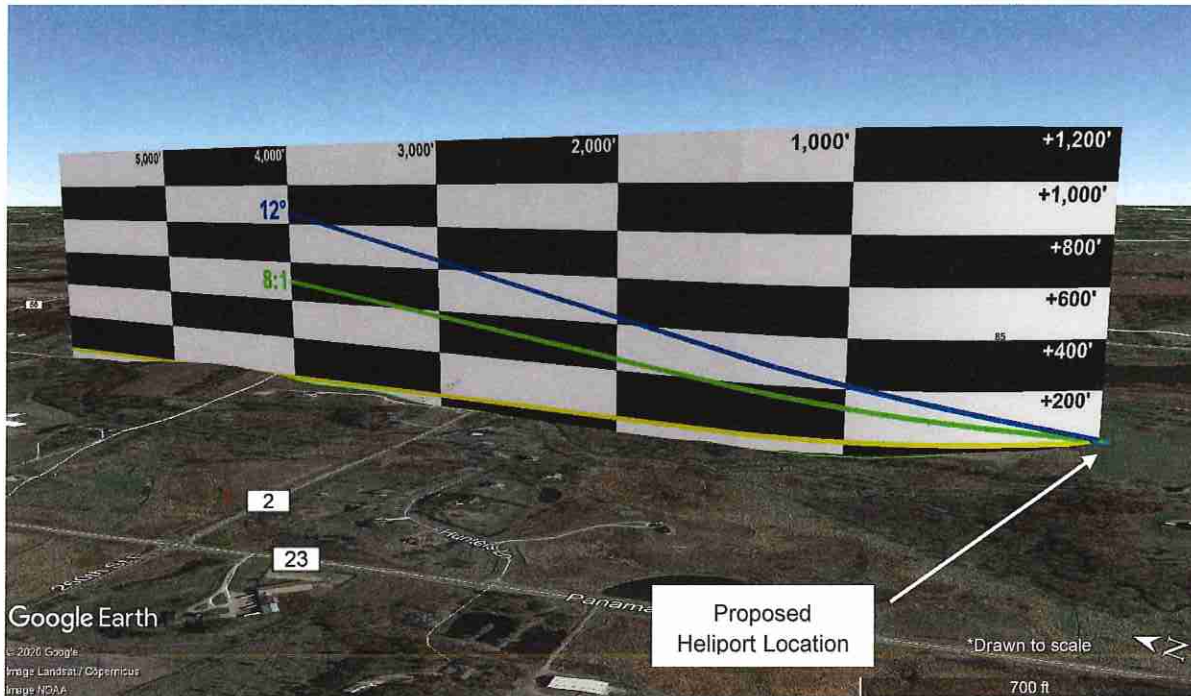 5,000'
4,000'
3,000'
2,000'
1,000'
+1,200'
+1,000'
12°
+800'
8:1
+600'
88
85
+400'
+200'
2
23
Panama
Google Earth
Proposed
Heliport Location
*Drawn to scale
N
© 2020 Google
Image Landsat / Copernicus
Image NOAA
700 ft